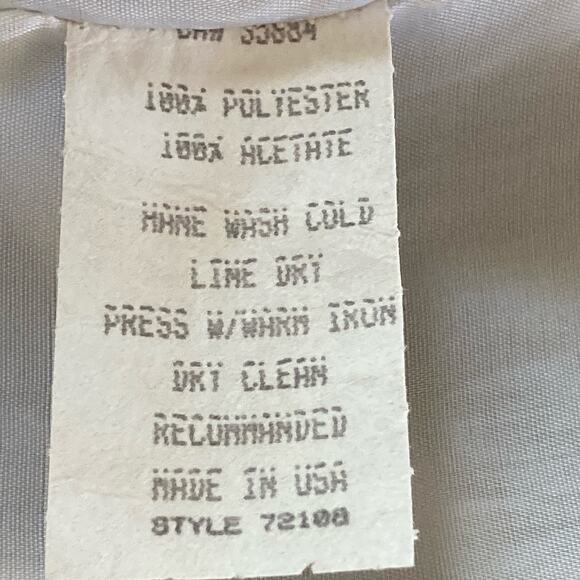 100% POLYESTER
100% ACETATE
HAND WASH COLD
LINE DRY
PRESS W/WARM IRON
DRY CLEAN
RECOMMANDED
MADE IN USA
STYLE 72108